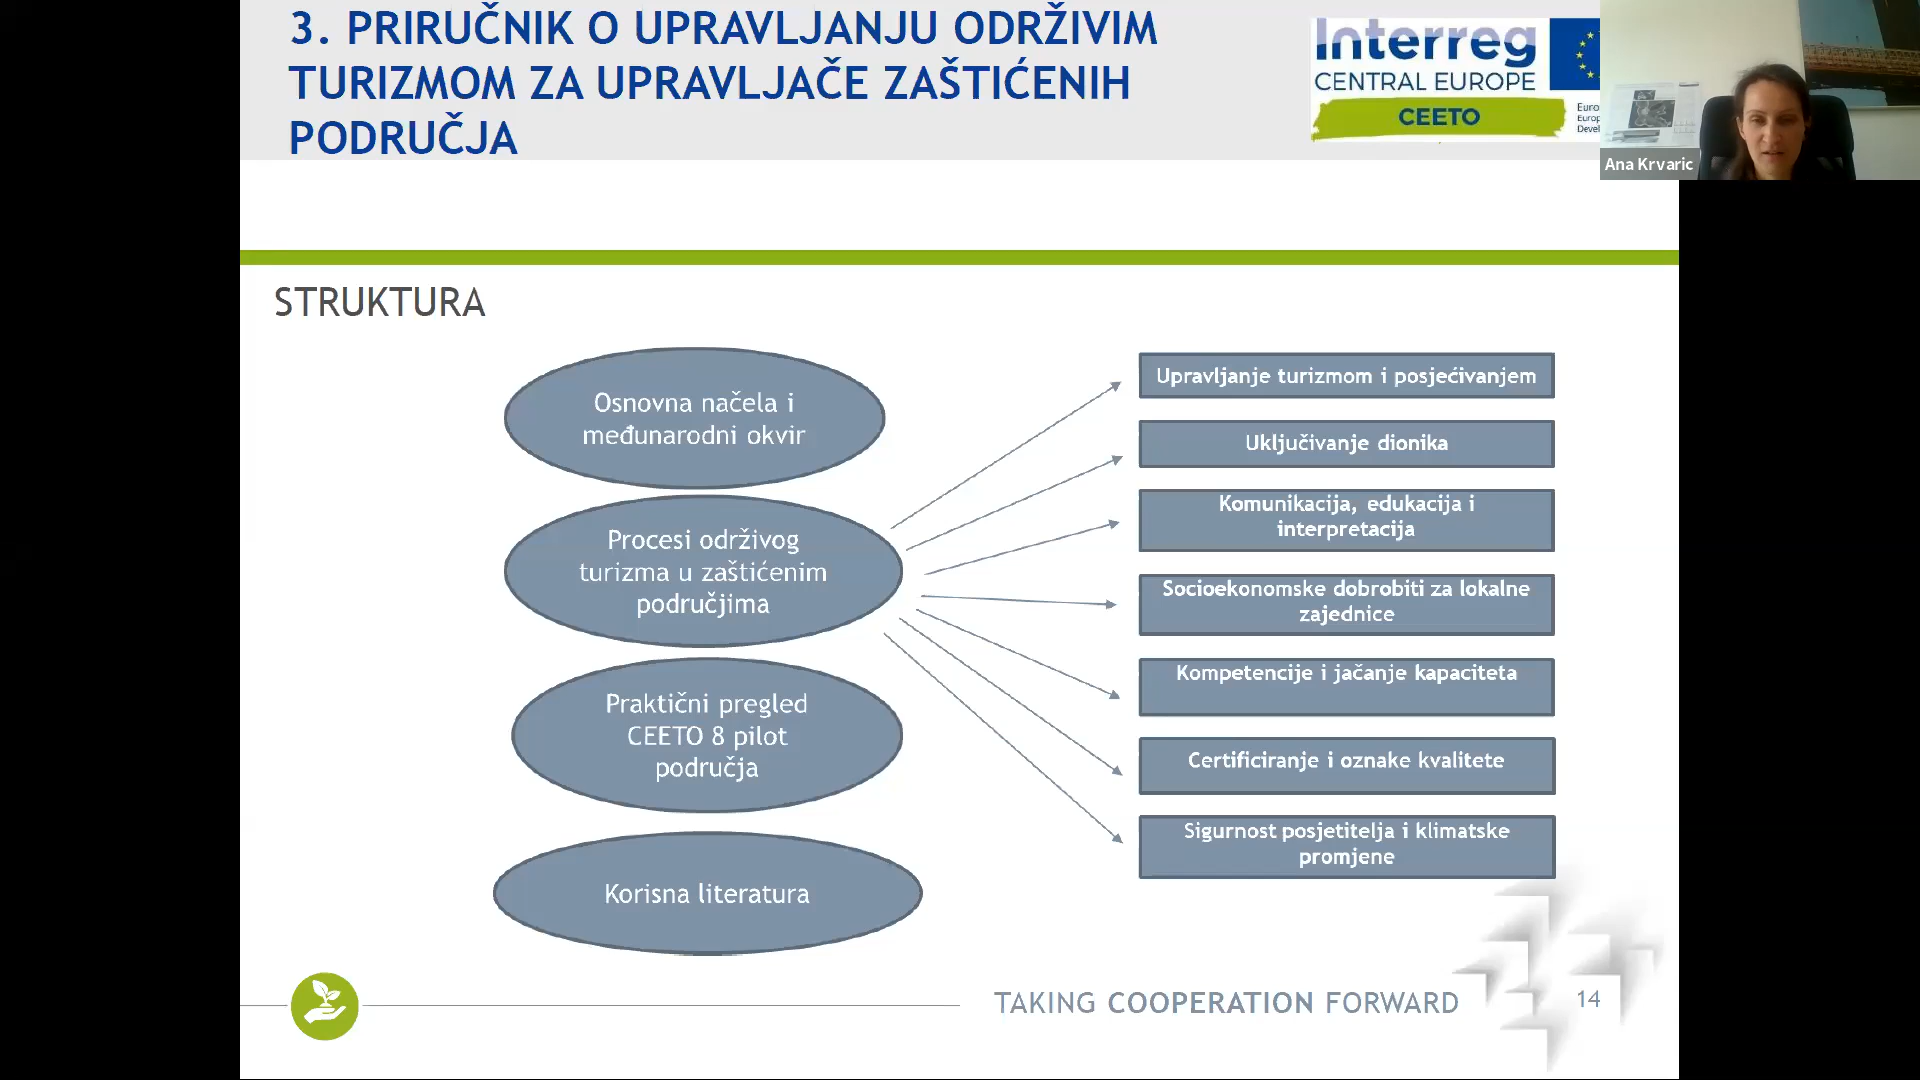 3. PRIRUČNIK O UPRAVLJANJU ODRŽIVIM
TURIZMOM ZA UPRAVLJAČE ZAŠTIĆENIH
PODRUČJA
Interreg
CENTRAL EUROPE
CEETO
Ana Krvaric
STRUKTURA
Osnovna načela i
međunarodni okvir
Procesi održivog
turizma u zaštićenim
područjima
Praktični pregled
CEETO 8 pilot
područja
Korisna literatura
Upravljanje turizmom i posjećivanjem
Uključivanje dionika
Komunikacija, edukacija i
interpretacija
Socioekonomske dobrobiti za lokalne
zajednice
Kompetencije i jačanje kapaciteta
Certificiranje i oznake kvalitete
Sigurnost posjetitelja i klimatske
promjene
TAKING COOPERATION FORWARD
14